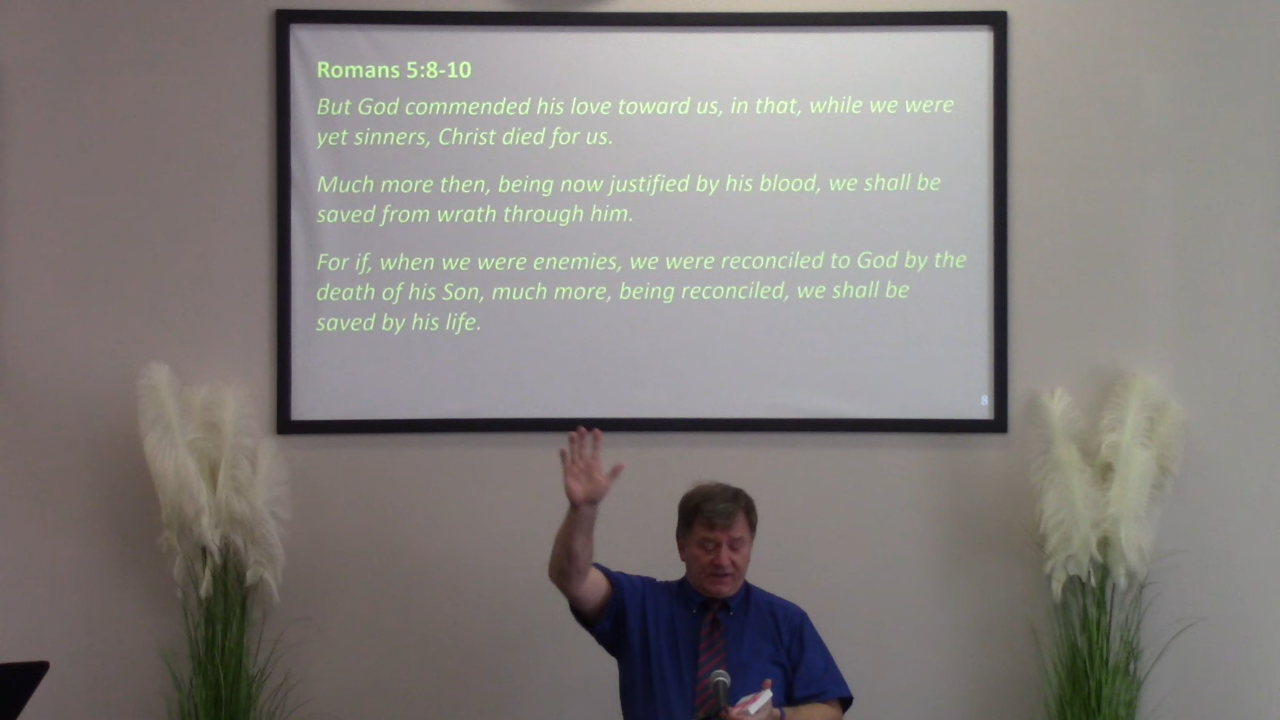 Romans 5:8-10
But God commended his love toward us, in that, while we were
yet sinners, Christ died for us.
Much more then, being now justified by his blood, we shall be
saved from wrath through him.
For if, when we were enemies, we were reconciled to God by the
death of his Son, much more, being reconciled, we shall be
saved by his life.
8